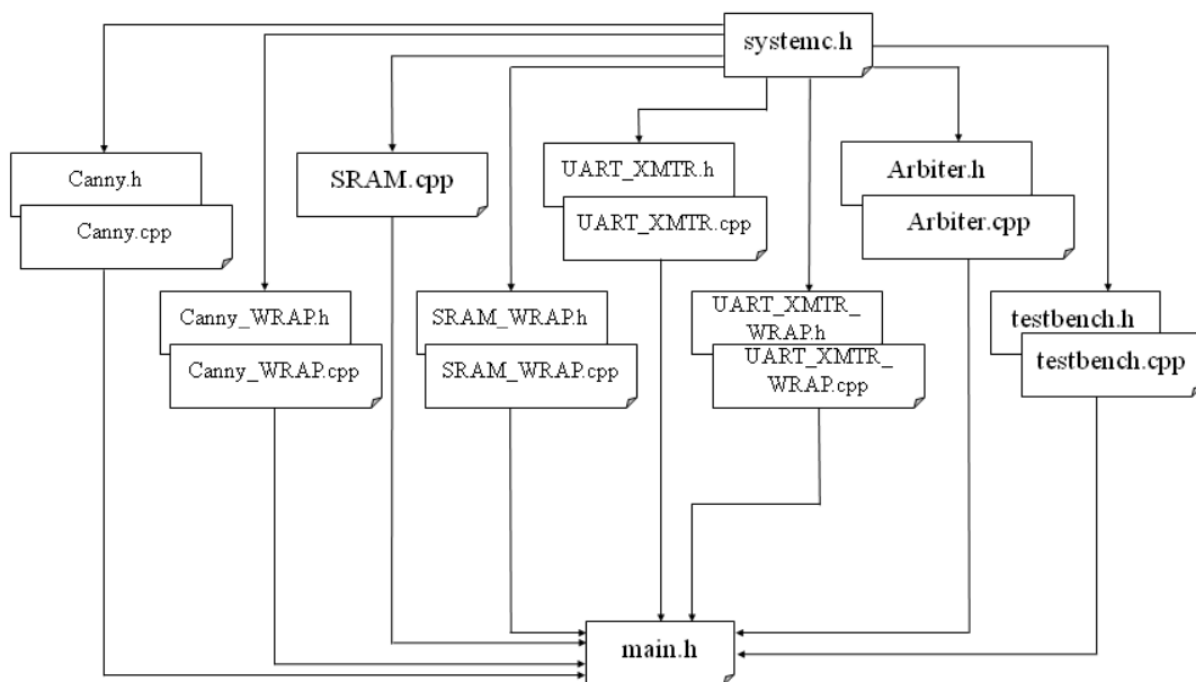 systemc.h
Canny.h
Canny.cpp
SRAM.cpp
UART_XMTR.h
UART_XMTR.cpp
Arbiter.h
Arbiter.cpp
Canny_WRAP.h
Canny_WRAP.cpp
SRAM_WRAP.h
SRAM_WRAP.cpp
UART_XMTR_
WRAP.h
UART_XMTR_
WRAP.cpp
testbench.h
testbench.cpp
main.h